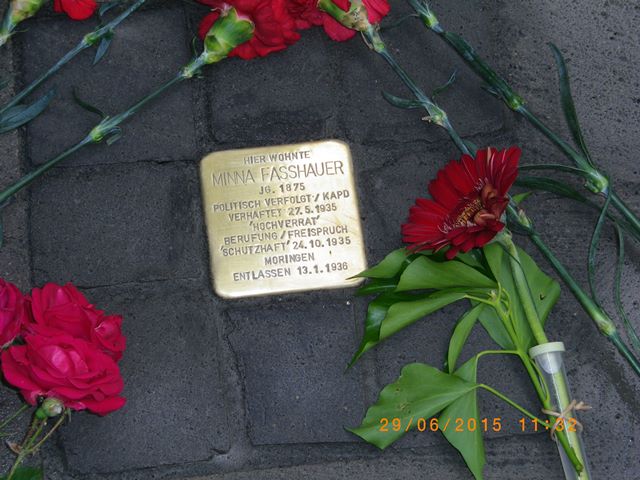 HIER WOHNTE
MINNA FASSHAUER
JG. 1875
POLITISCH VERFOLGT / KAPD
VERHAFTET 27.5.1935
'HOCHVERRAT'
BERUFUNG / FREISPRUCH
'SCHUTZHAFT' 24.10.1935
MORINGEN
ENTLASSEN 13.1.1936
29/06/2015 11:32